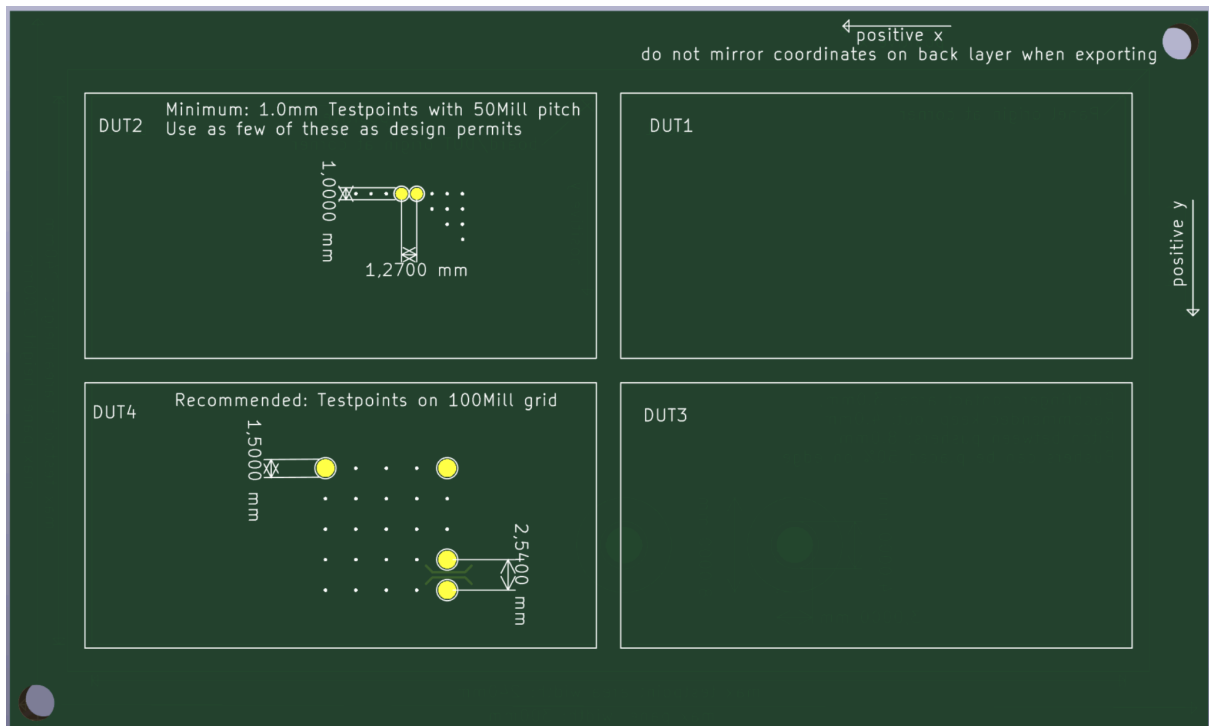 positive x
do not mirror coordinates on back layer when exporting
DUT2
Minimum: 1.0mm Testpoints with 50Mill pitch
Use as few of these as design permits
1,0000 mm
1,2700 mm
DUT1
positive y
DUT4
Recommended: Testpoints on 100Mill grid
1,5000 mm
2,5400 mm
DUT3